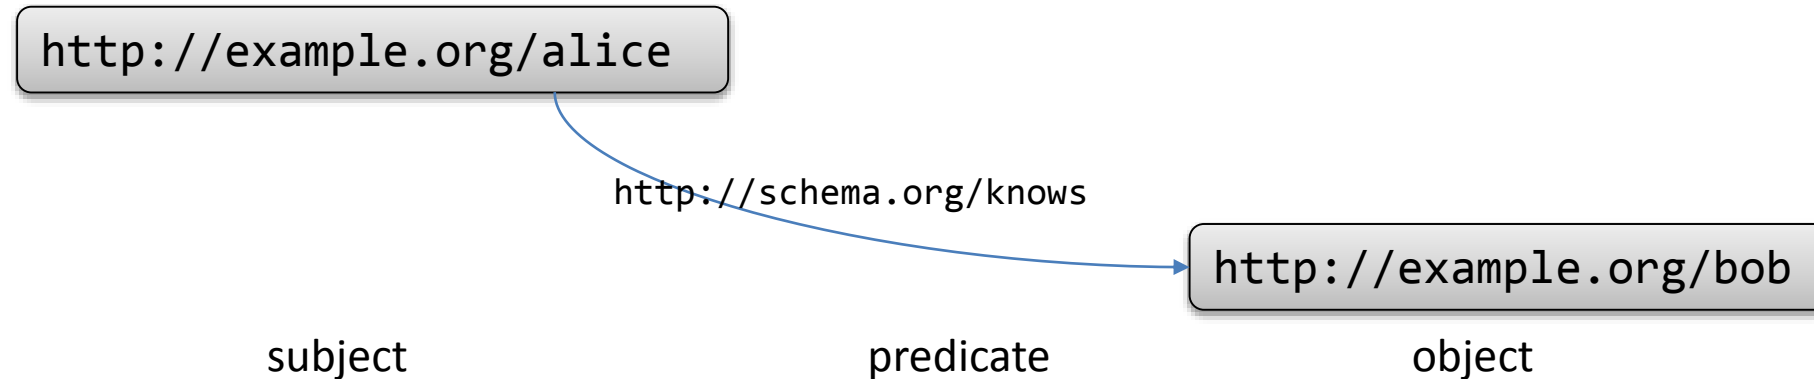 http://example.org/alice
http://schema.org/knows
http://example.org/bob
subject
predicate
object